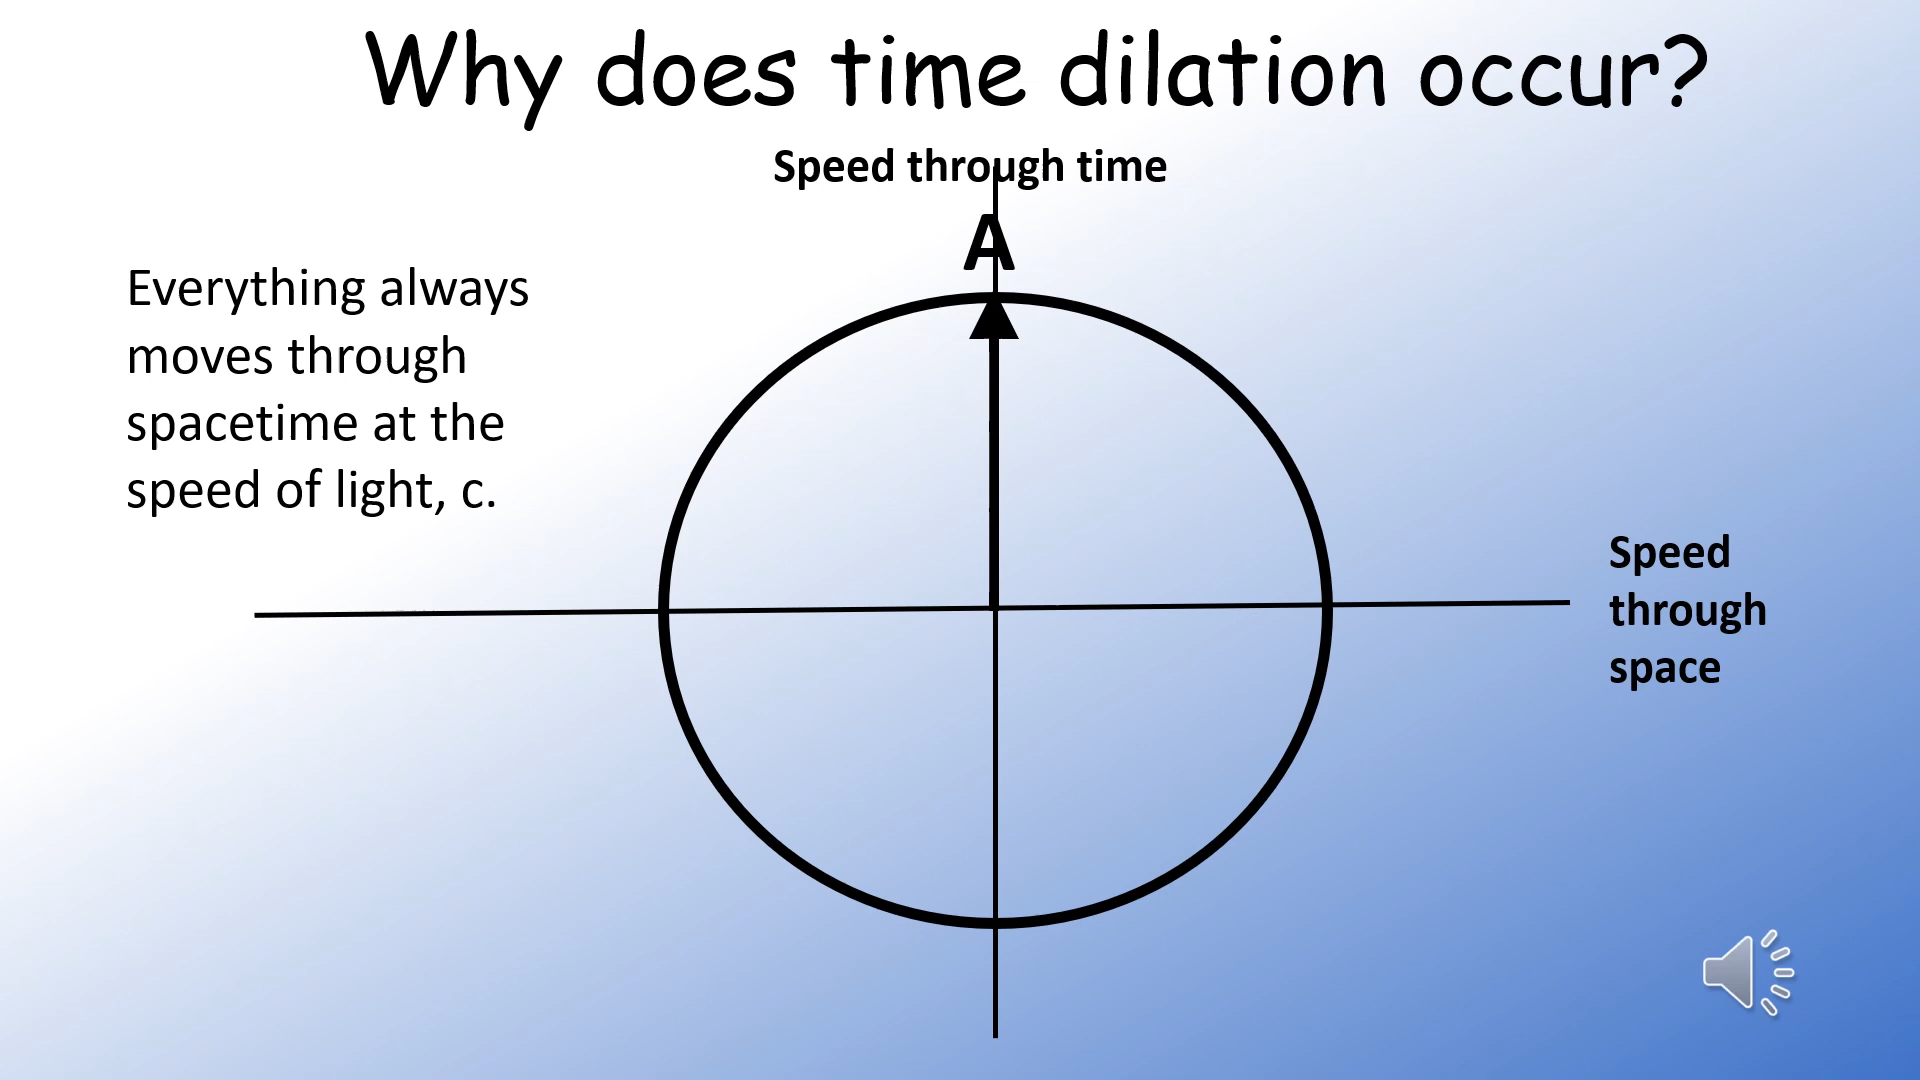 Why does time dilation occur?
Speed through time
A
Everything always
moves through
spacetime at the
speed of light, c.
Speed
through
space